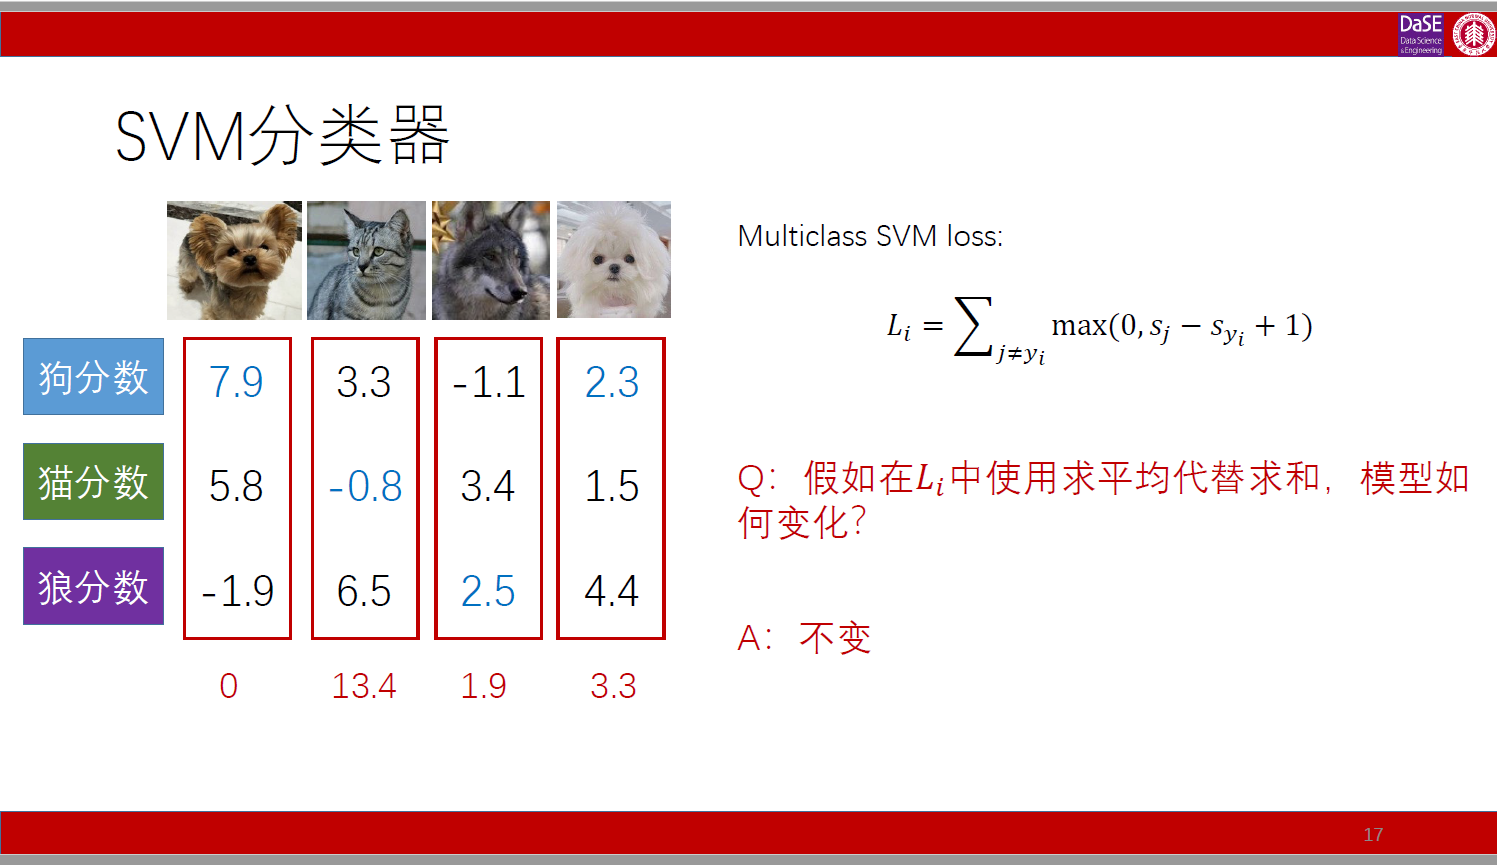 DaSE
Data Science
& Engineering
SVM分类器
Multiclass SVM loss:
L_i = ∑_{j≠y_i} max(0, s_j − s_{y_i} + 1)
狗分数 7.9 3.3 -1.1 2.3
猫分数 5.8 -0.8 3.4 1.5
狼分数 -1.9 6.5 2.5 4.4
0 13.4 1.9 3.3
Q：假如在L_i中使用求平均代替求和，模型如
何变化？
A：不变
17